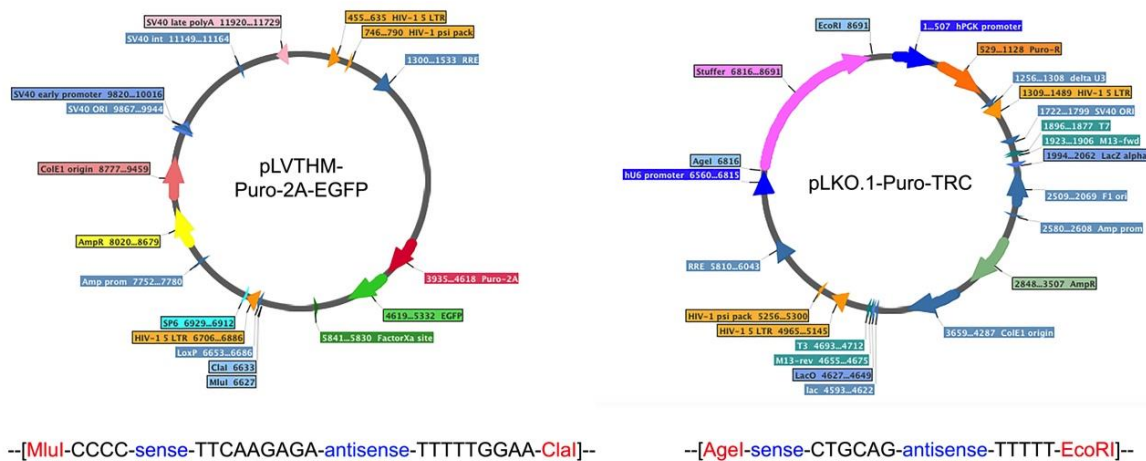 SV40 late polyA 11920...11729
SV40 int 11149...11164
SV40 early promoter 9820...10016
SV40 ORI 9867...9944
ColE1 origin 8777...9459
AmpR 8020...8679
Amp prom 7752...7780
SP6 6929...6912
HIV-1 5 LTR 6706...6886
LoxP 6653...6686
ClaI 6633
MluI 6627
455...635 HIV-1 5 LTR
746...790 HIV-1 psi pack
1300...1533 RRE
3935...4618 Puro-2A
4619...5332 EGFP
5841...5830 FactorXa site
pLVTHM-
Puro-2A-EGFP
--[MluI-CCCC-sense-TTCAAGAGA-antisense-TTTTTGGAA-ClaI]--
EcoRI 8691
Stuffer 6816...8691
AgeI 6816
hU6 promoter 6560...6815
RRE 5810...6043
HIV-1 psi pack 5256...5300
HIV-1 5 LTR 4965...5145
T3 4693...4712
M13-rev 4655...4675
LacO 4627...4649
lac 4593...4622
1...507 hPGK promoter
529...1128 Puro-R
1256...1308 delta U3
1309...1489 HIV-1 5 LTR
1722...1799 SV40 ORI
1896...1877 T7
1923...1906 M13-fwd
1994...2062 LacZ alpha
2509...2069 F1 ori
2580...2608 Amp prom
2848...3507 AmpR
3659...4287 ColE1 origin
pLKO.1-Puro-TRC
--[AgeI-sense-CTGCAG-antisense-TTTTT-EcoRI]--